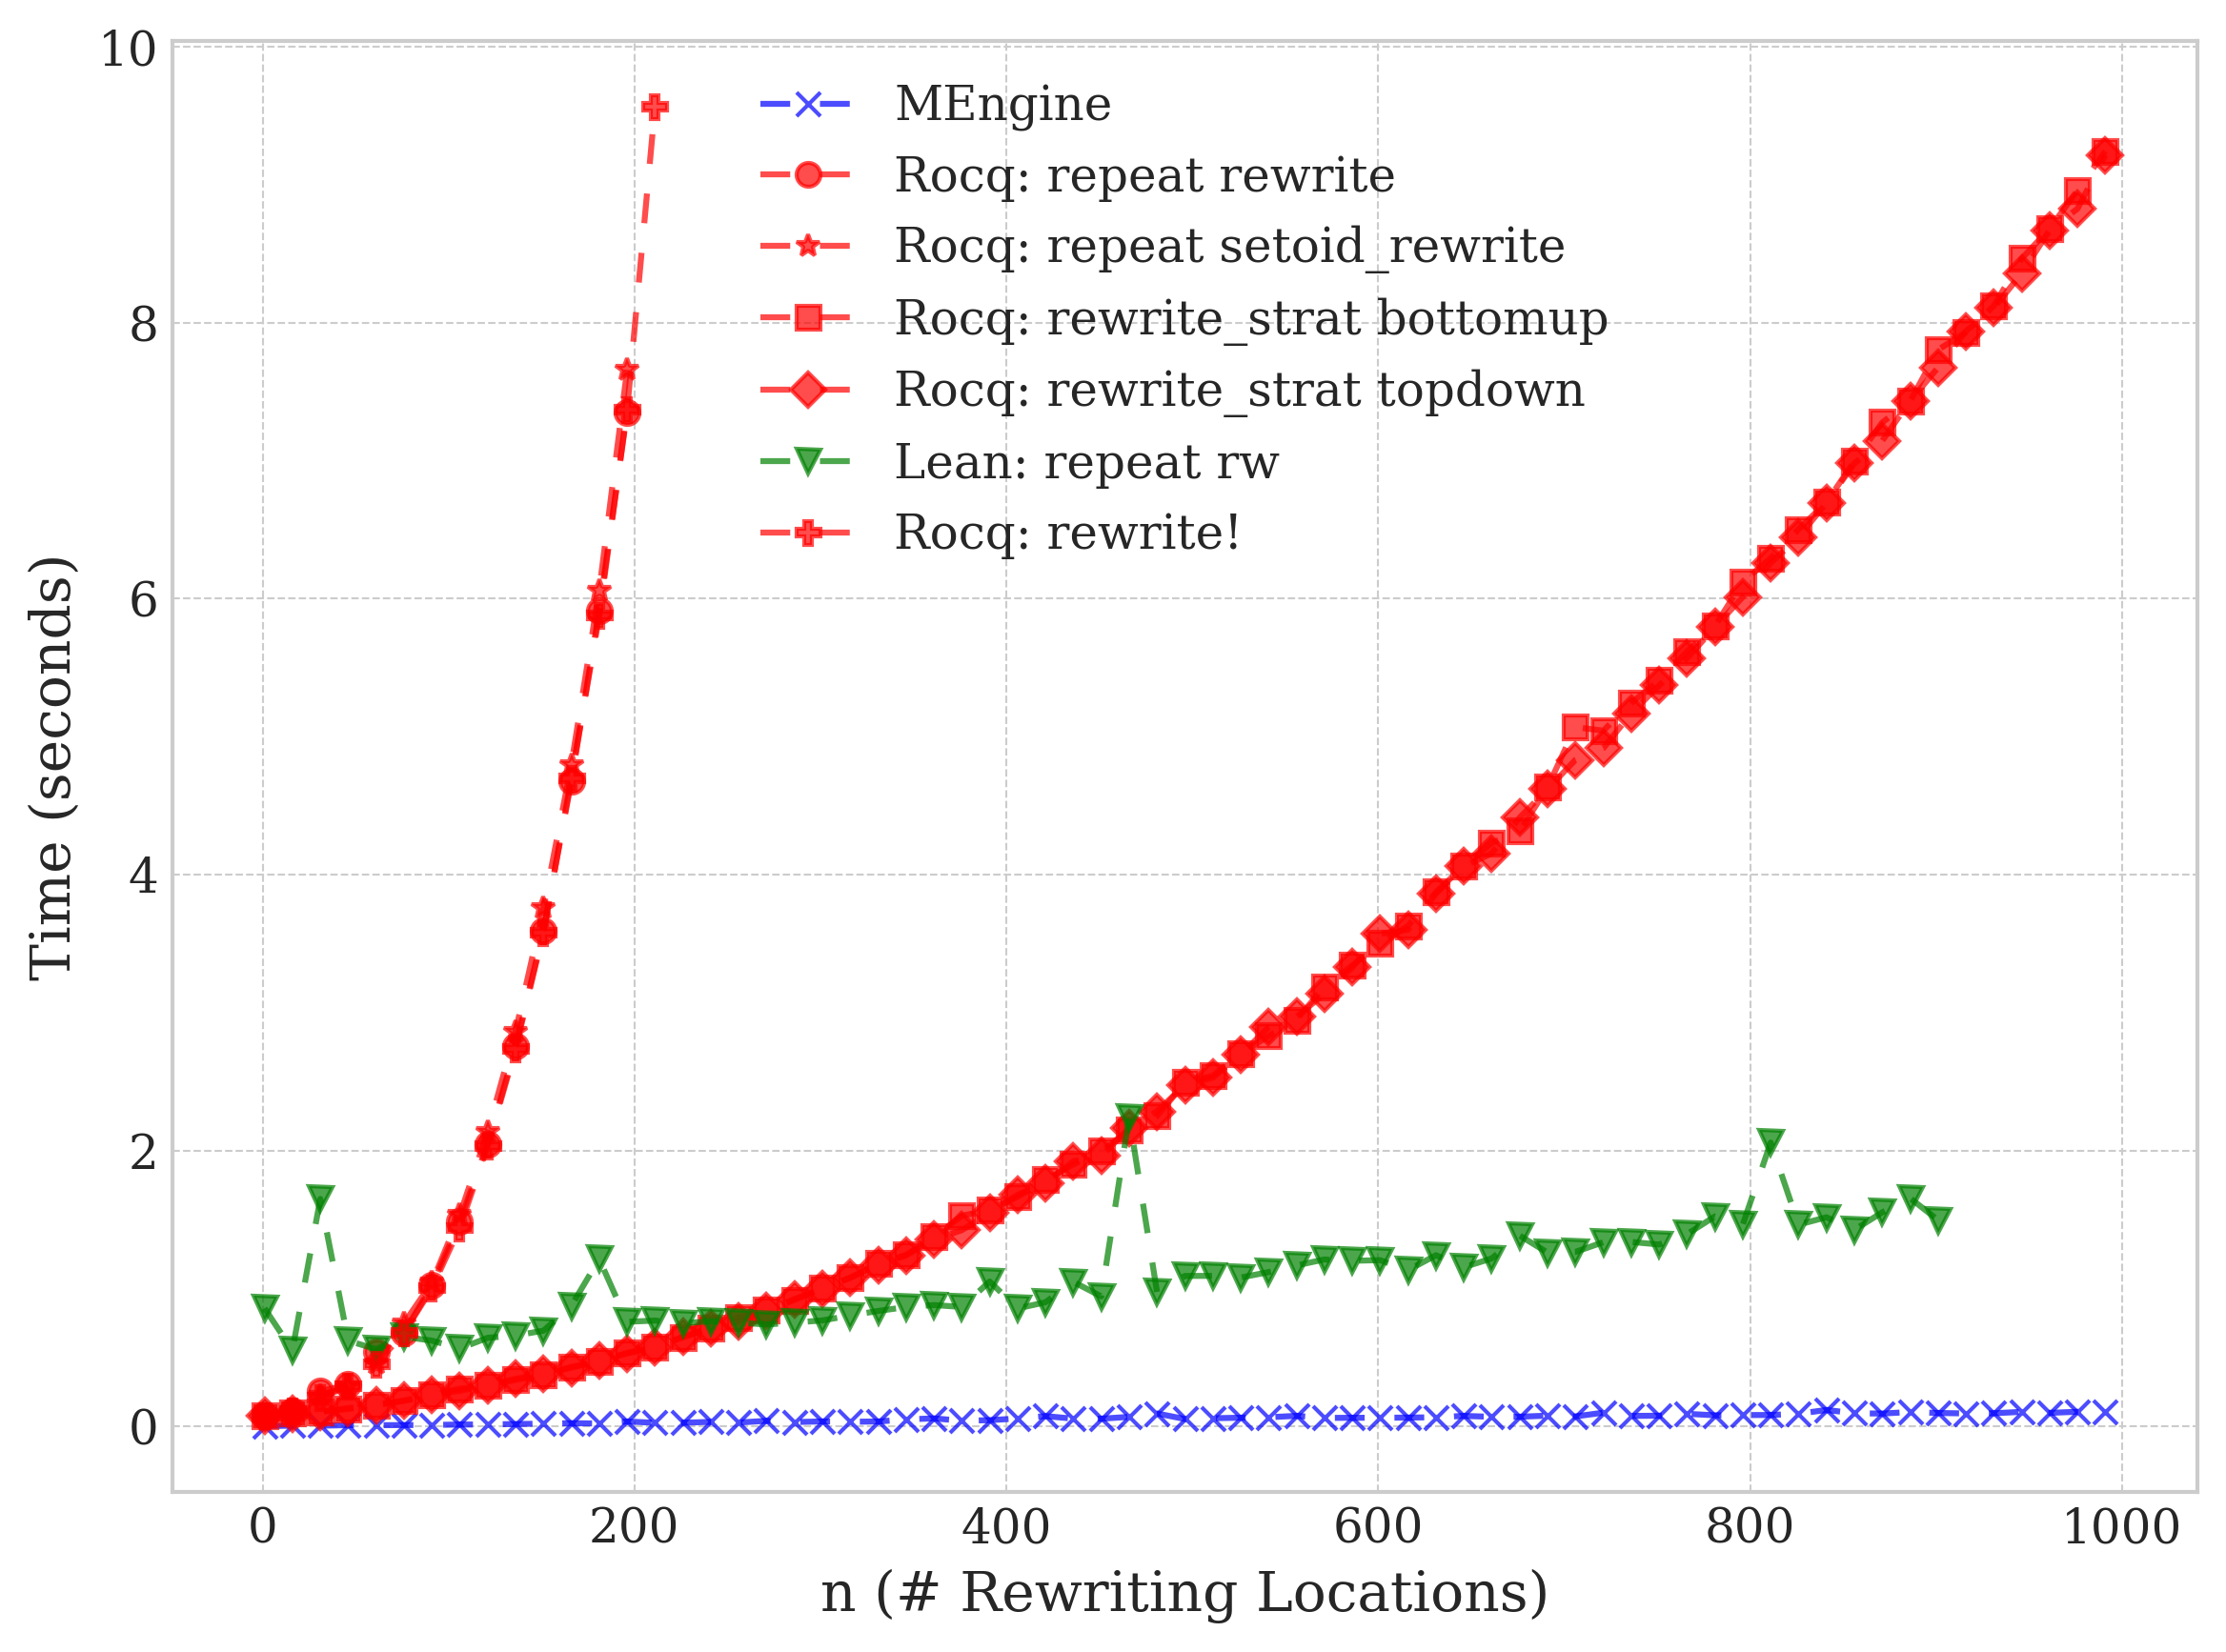 10
8
6
4
2
0
Time (seconds)
MEngine
Rocq: repeat rewrite
Rocq: repeat setoid_rewrite
Rocq: rewrite_strat bottomup
Rocq: rewrite_strat topdown
Lean: repeat rw
Rocq: rewrite!
0 200 400 600 800 1000
n (# Rewriting Locations)